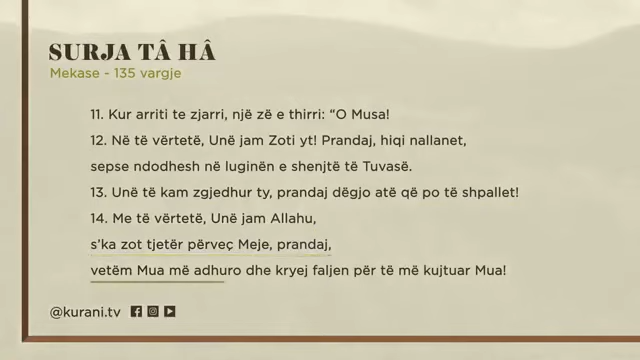 SURJA TÂ HÂ
Mekase - 135 vargje
11. Kur arriti te zjarri, një zë e thirri: “O Musa!
12. Në të vërtetë, Unë jam Zoti yt! Prandaj, hiqi nallanet,
sepse ndodhesh në luginën e shenjtë të Tuvasë.
13. Unë të kam zgjedhur ty, prandaj dëgjo atë që po të shpallet!
14. Me të vërtetë, Unë jam Allahu,
s’ka zot tjetër përveç Meje, prandaj,
vetëm Mua më adhuro dhe kryej faljen për të më kujtuar Mua!
@kurani.tv